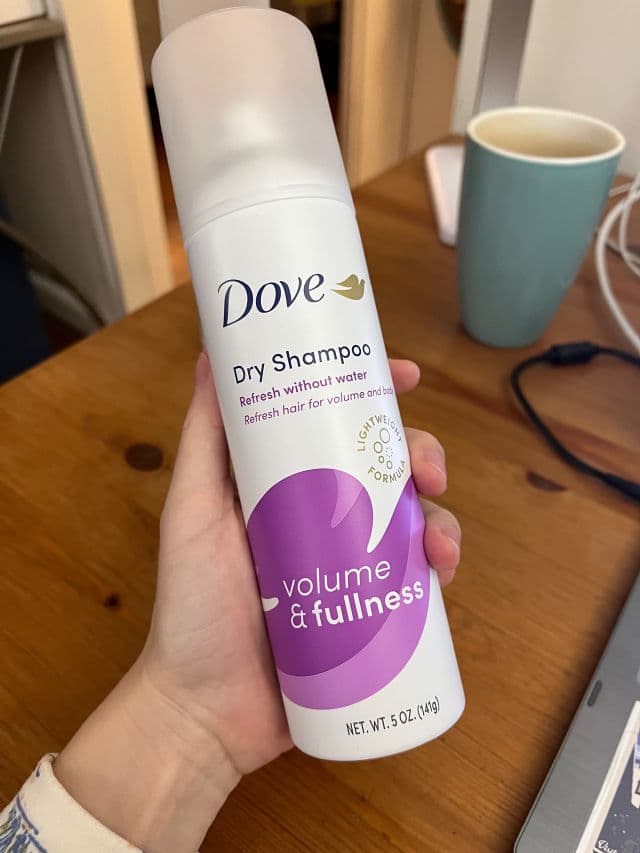 Dove
Dry Shampoo
Refresh without water
Refresh hair for volume and
LIGHTWEIGHT
FORMULA
volume
& fullness
NET. WT. 5 OZ. (141g)